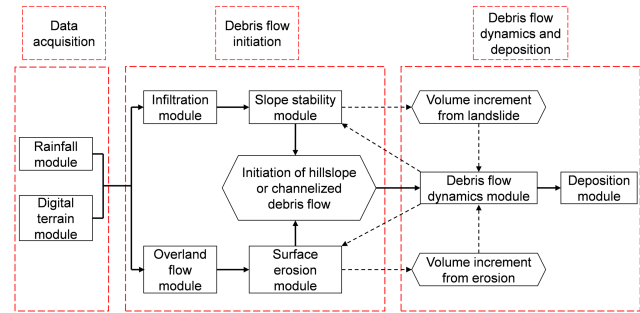 Data
acquisition
Debris flow
initiation
Debris flow
dynamics and
deposition
Rainfall
module
Digital
terrain
module
Infiltration
module
Slope stability
module
Initiation of hillslope
or channelized
debris flow
Overland
flow
module
Surface
erosion
module
Volume increment
from landslide
Debris flow
dynamics module
Deposition
module
Volume increment
from erosion